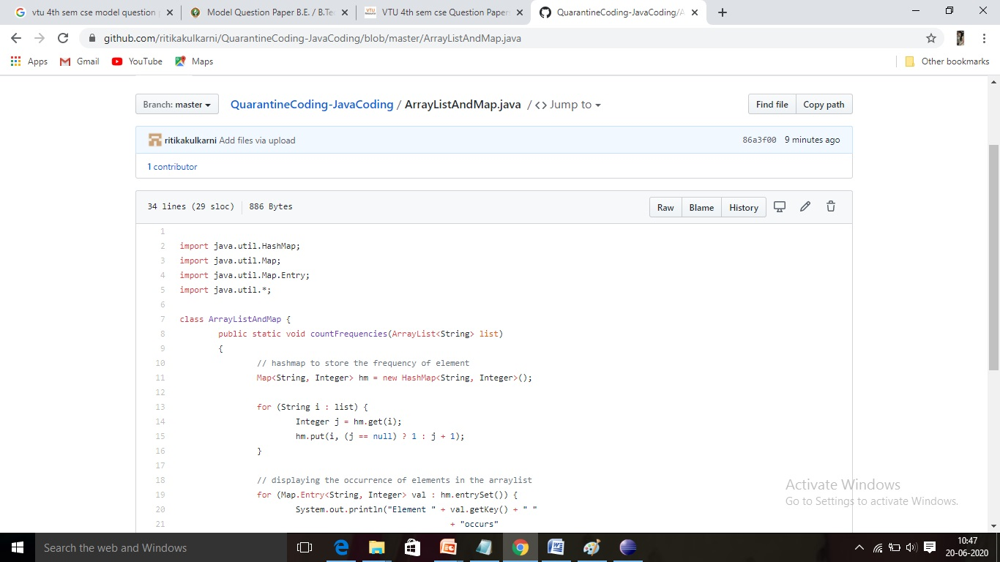 vtu 4th sem cse model question
Model Question Paper B.E. / B.Te
VTU 4th sem cse Question Papers
QuarantineCoding-JavaCoding/A
github.com/ritikakulkarni/QuarantineCoding-JavaCoding/blob/master/ArrayListAndMap.java
Apps Gmail YouTube Maps Other bookmarks
Branch: master QuarantineCoding-JavaCoding / ArrayListAndMap.java / <> Jump to Find file Copy path
ritikakulkarni Add files via upload 86a3f00 9 minutes ago
1 contributor
34 lines (29 sloc) 886 Bytes Raw Blame History
1
2 import java.util.HashMap;
3 import java.util.Map;
4 import java.util.Map.Entry;
5 import java.util.*;
6
7 class ArrayListAndMap {
8 public static void countFrequencies(ArrayList<String> list)
9 {
10 // hashmap to store the frequency of element
11 Map<String, Integer> hm = new HashMap<String, Integer>();
12
13 for (String i : list) {
14 Integer j = hm.get(i);
15 hm.put(i, (j == null) ? 1 : j + 1);
16 }
17
18 // displaying the occurrence of elements in the arraylist
19 for (Map.Entry<String, Integer> val : hm.entrySet()) {
20 System.out.println("Element " + val.getKey() + " "
21 + "occurs"
Activate Windows
Go to Settings to activate Windows.
Search the web and Windows
10:47
20-06-2020